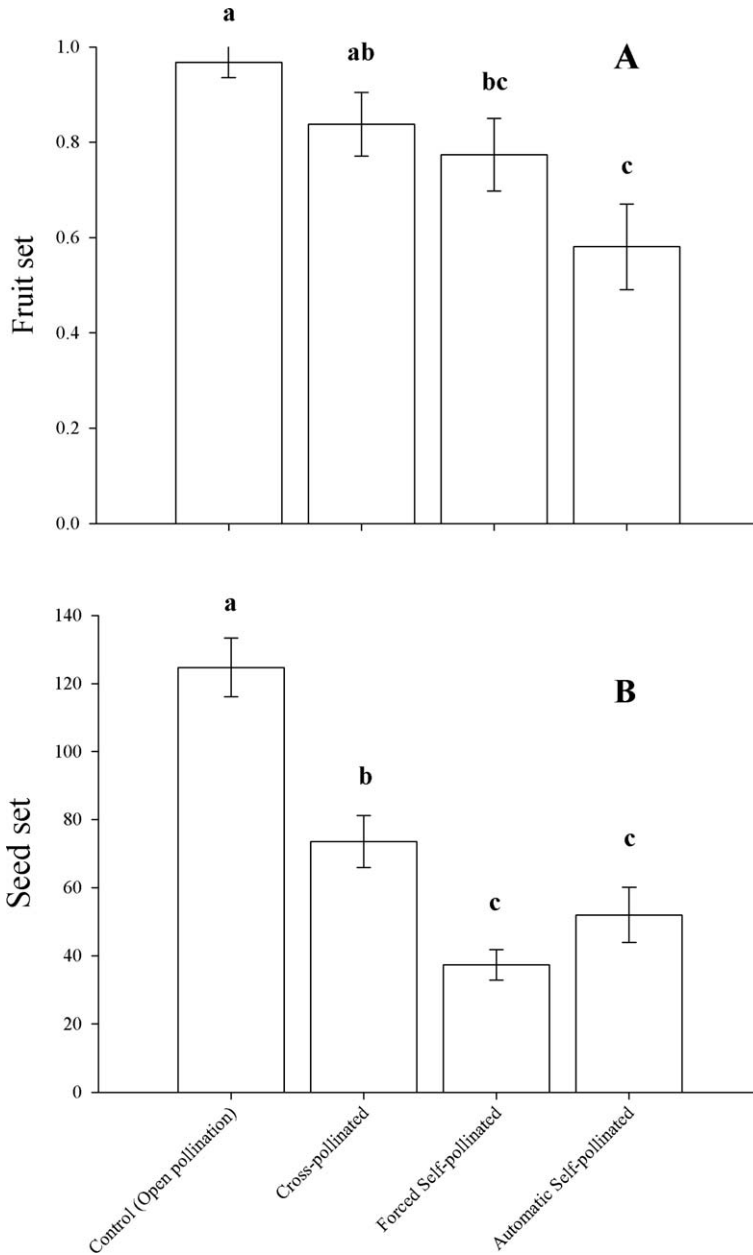 a
1.0
ab
A
bc
0.8
c
0.6
Fruit set
0.4
0.2
0.0
a
140
120
B
100
b
80
c
Seed set
60
c
40
20
0
Control (Open pollination)
Cross-pollinated
Forced Self-pollinated
Automatic Self-pollinated